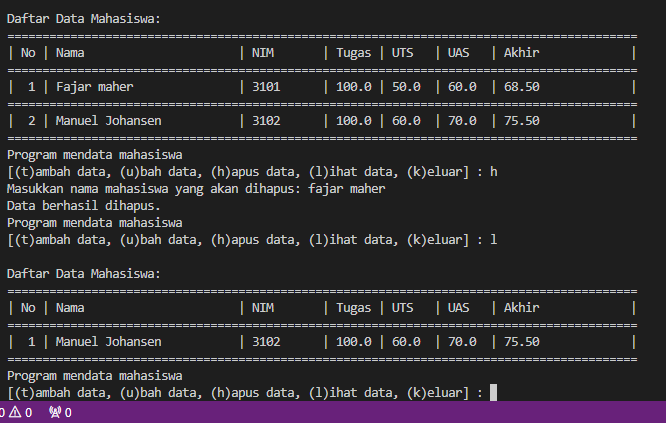 Daftar Data Mahasiswa:
==========================================================================================
| No | Nama                      | NIM       | Tugas | UTS   | UAS   | Akhir             |
==========================================================================================
|  1 | Fajar maher               | 3101      | 100.0 | 50.0  | 60.0  | 68.50             |
==========================================================================================
|  2 | Manuel Johansen           | 3102      | 100.0 | 60.0  | 70.0  | 75.50             |
==========================================================================================
Program mendata mahasiswa
[(t)ambah data, (u)bah data, (h)apus data, (l)ihat data, (k)eluar] : h
Masukkan nama mahasiswa yang akan dihapus: fajar maher
Data berhasil dihapus.
Program mendata mahasiswa
[(t)ambah data, (u)bah data, (h)apus data, (l)ihat data, (k)eluar] : l
Daftar Data Mahasiswa:
==========================================================================================
| No | Nama                      | NIM       | Tugas | UTS   | UAS   | Akhir             |
==========================================================================================
|  1 | Manuel Johansen           | 3102      | 100.0 | 60.0  | 70.0  | 75.50             |
==========================================================================================
Program mendata mahasiswa
[(t)ambah data, (u)bah data, (h)apus data, (l)ihat data, (k)eluar] :
0 0 0